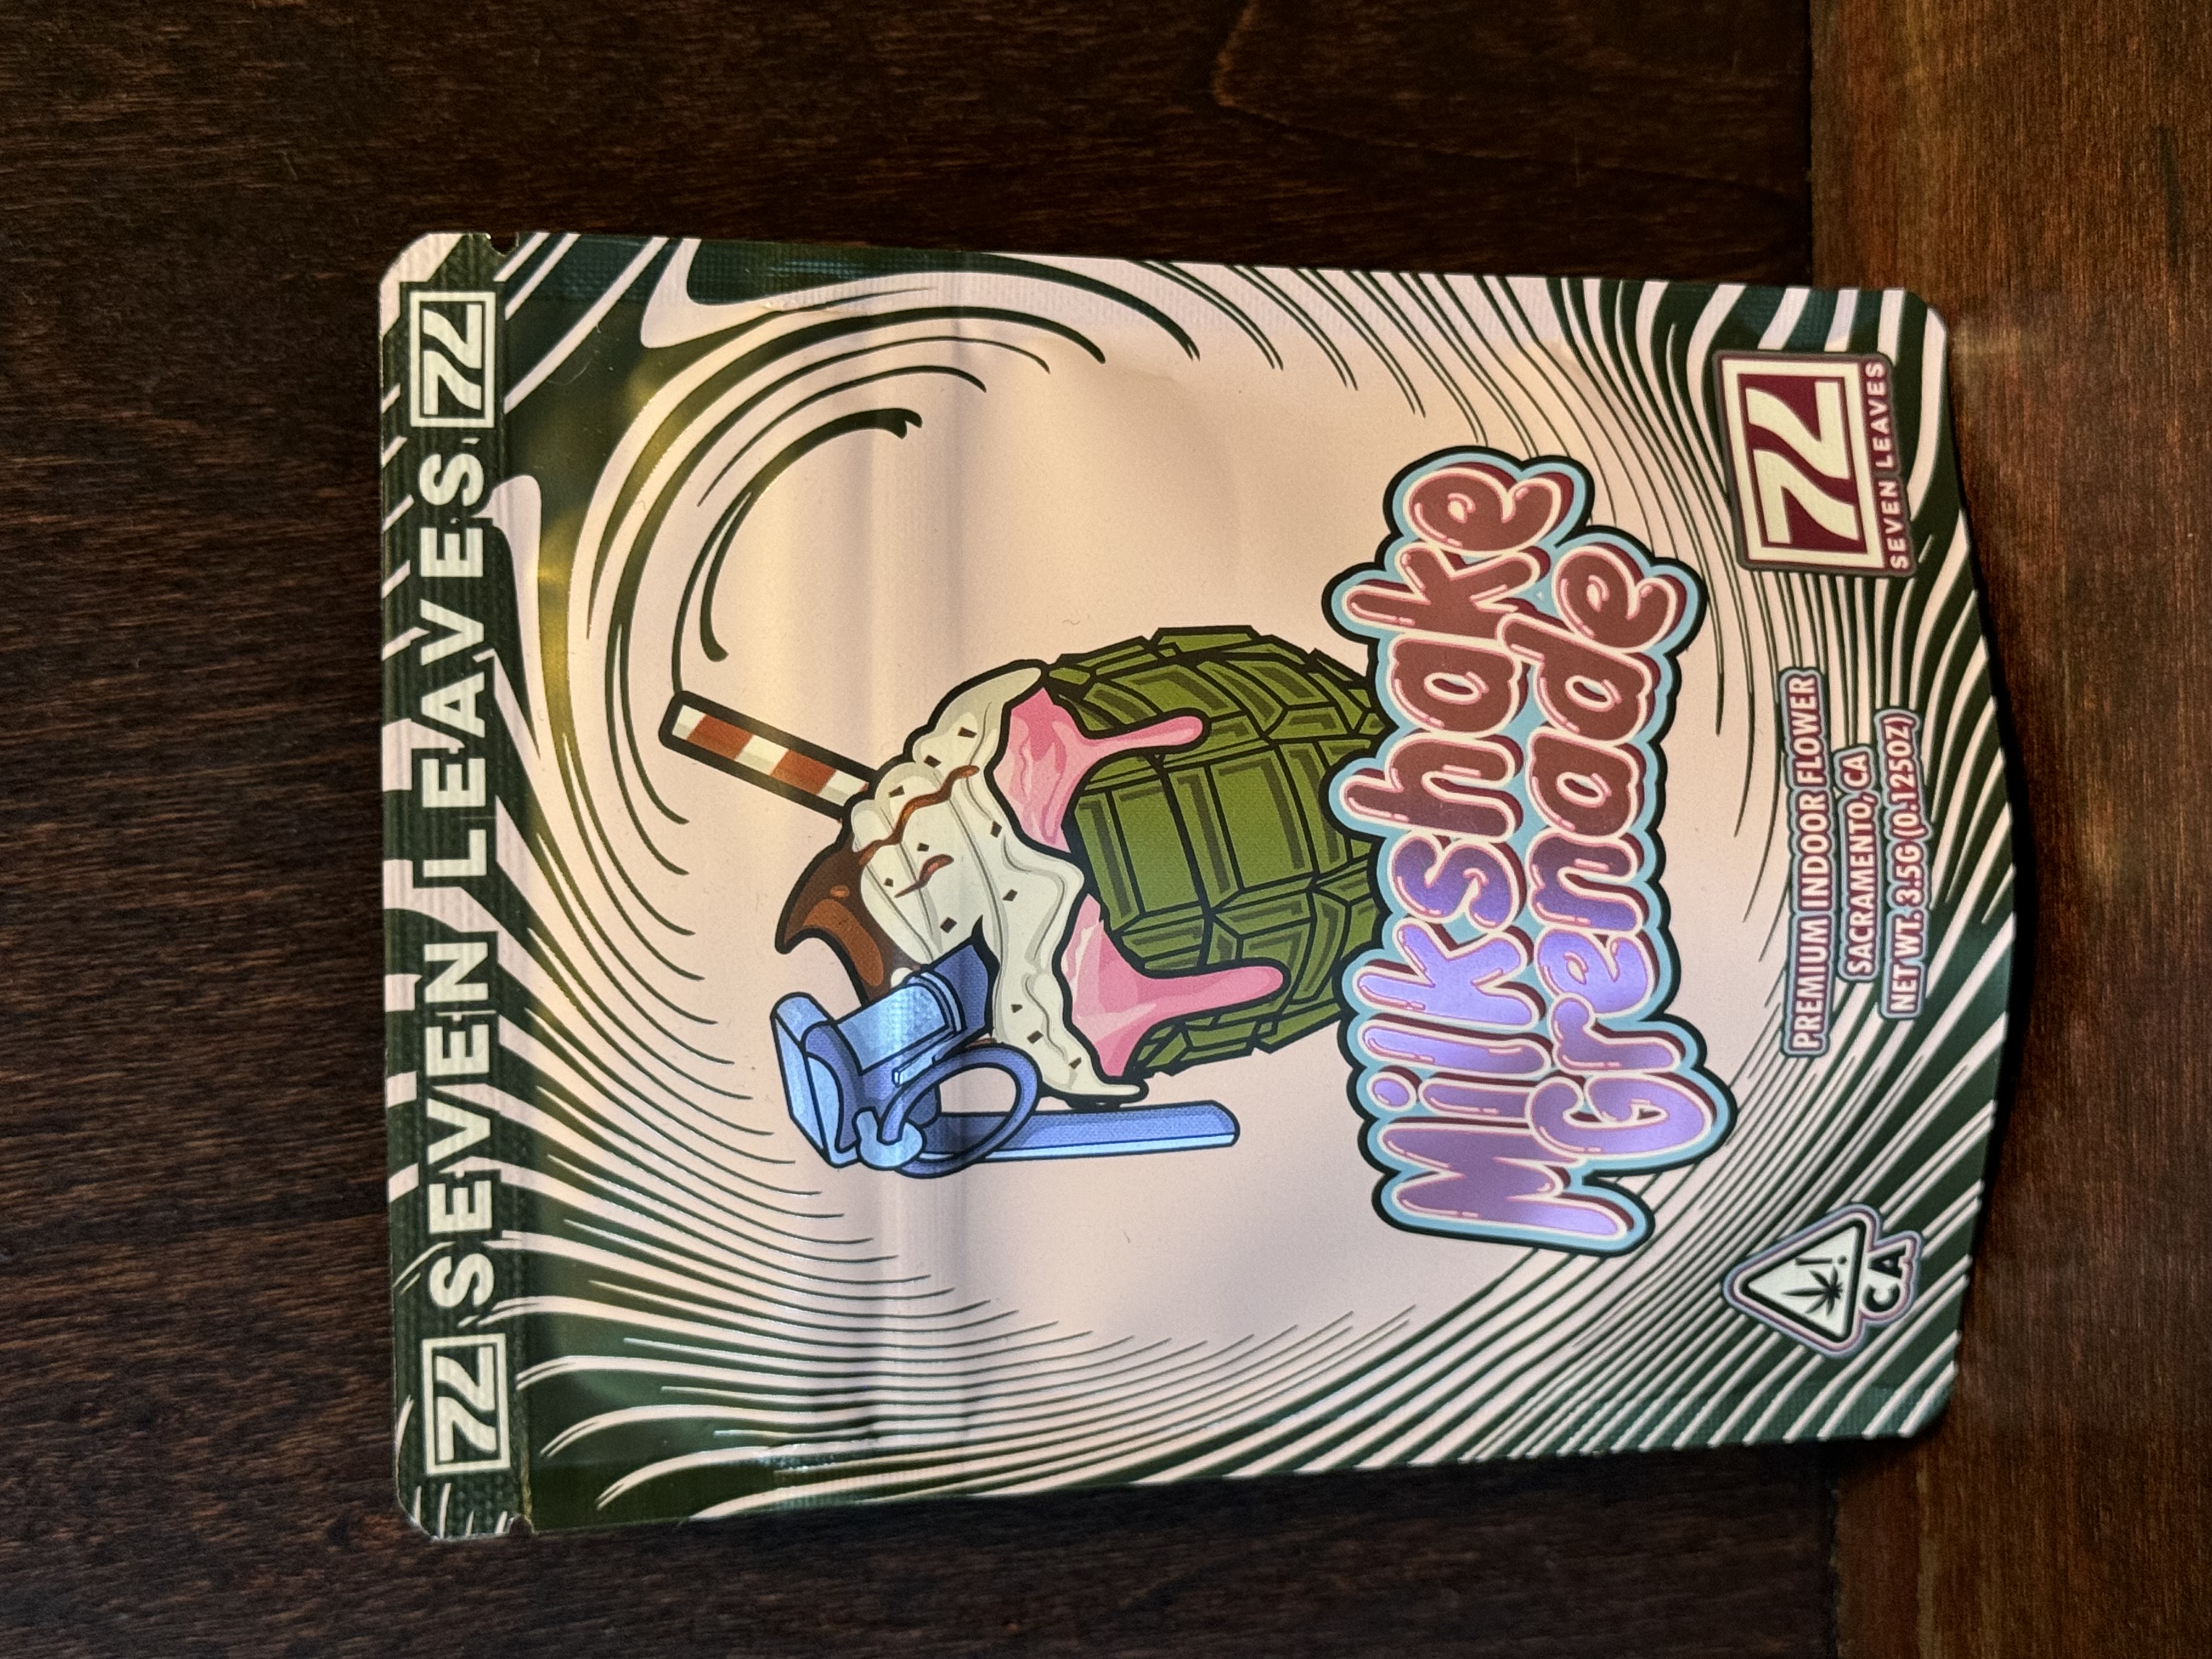 7L SEVEN LEAVES 7L
Milkshake
Grenade
CA
PREMIUM INDOOR FLOWER
SACRAMENTO, CA
NET WT. 3.5G (0.125OZ)
7L
SEVEN LEAVES